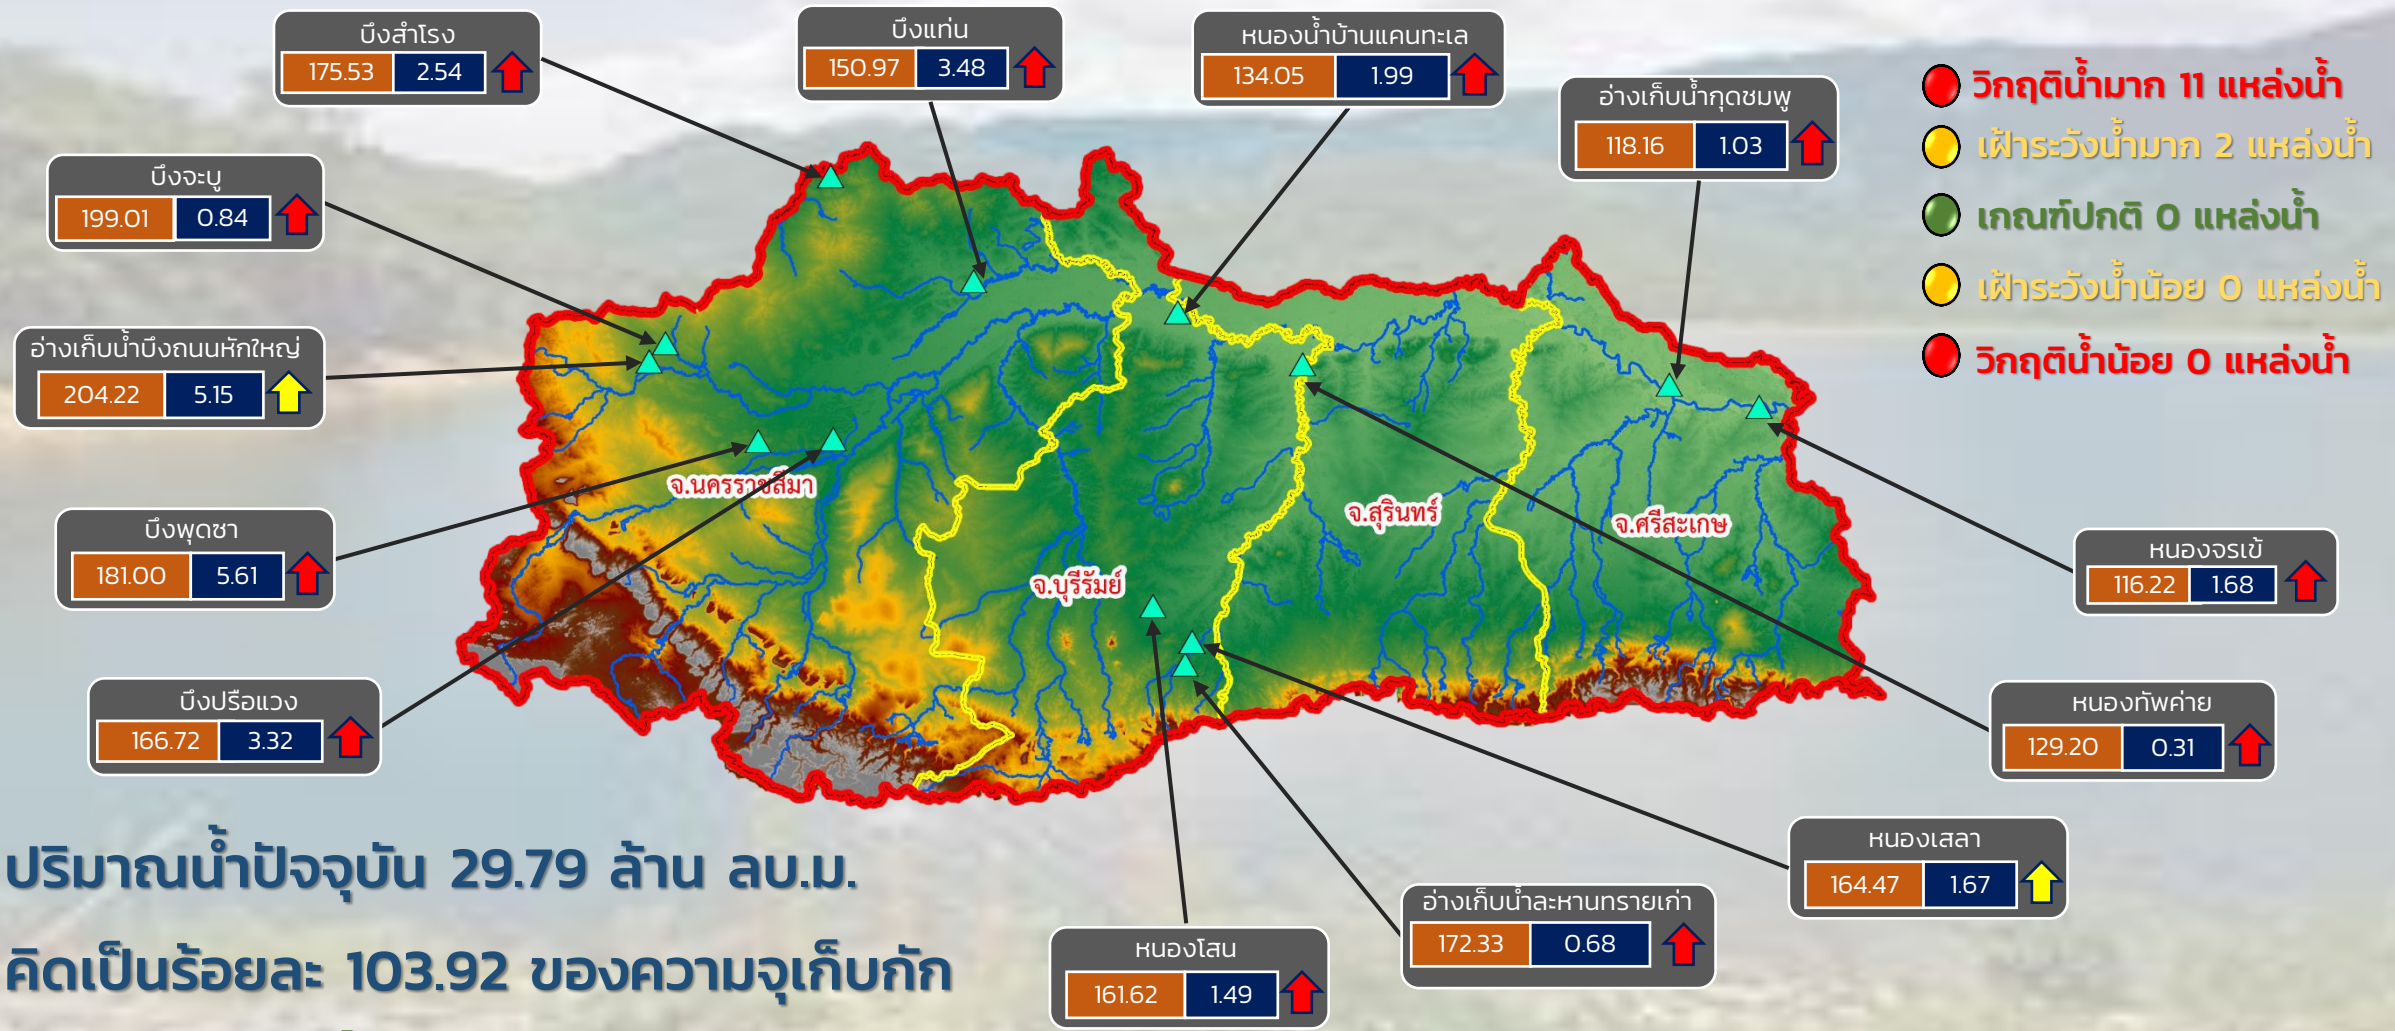 บึงสำโรง
175.53 2.54
บึงแท่น
150.97 3.48
หนองน้ำบ้านแคนทะเล
134.05 1.99
อ่างเก็บน้ำกุดชมพู
118.16 1.03
วิกฤติน้ำมาก 11 แหล่งน้ำ
เฝ้าระวังน้ำมาก 2 แหล่งน้ำ
เกณฑ์ปกติ 0 แหล่งน้ำ
เฝ้าระวังน้ำน้อย 0 แหล่งน้ำ
วิกฤติน้ำน้อย 0 แหล่งน้ำ
บึงจะบู
199.01 0.84
อ่างเก็บน้ำบึงถนนหักใหญ่
204.22 5.15
บึงพุดซา
181.00 5.61
บึงปรือแวง
166.72 3.32
จ.นครราชสีมา
จ.บุรีรัมย์
จ.สุรินทร์
จ.ศรีสะเกษ
หนองจรเข้
116.22 1.68
หนองทัพค่าย
129.20 0.31
หนองเสลา
164.47 1.67
อ่างเก็บน้ำละหานทรายเก่า
172.33 0.68
หนองโสน
161.62 1.49
ปริมาณน้ำปัจจุบัน 29.79 ล้าน ลบ.ม.
คิดเป็นร้อยละ 103.92 ของความจุเก็บกัก